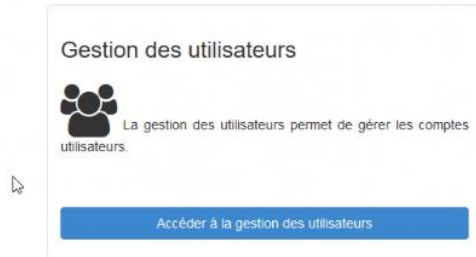 Gestion des utilisateurs
La gestion des utilisateurs permet de gérer les comptes
utilisateurs.
Accéder à la gestion des utilisateurs